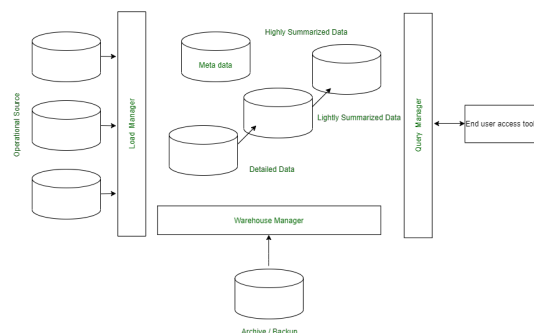 Highly Summarized Data
Meta data
Operational Source
Load Manager
Query Manager
End user access tool
Lightly Summarized Data
Detailed Data
Warehouse Manager
Archive / Backup